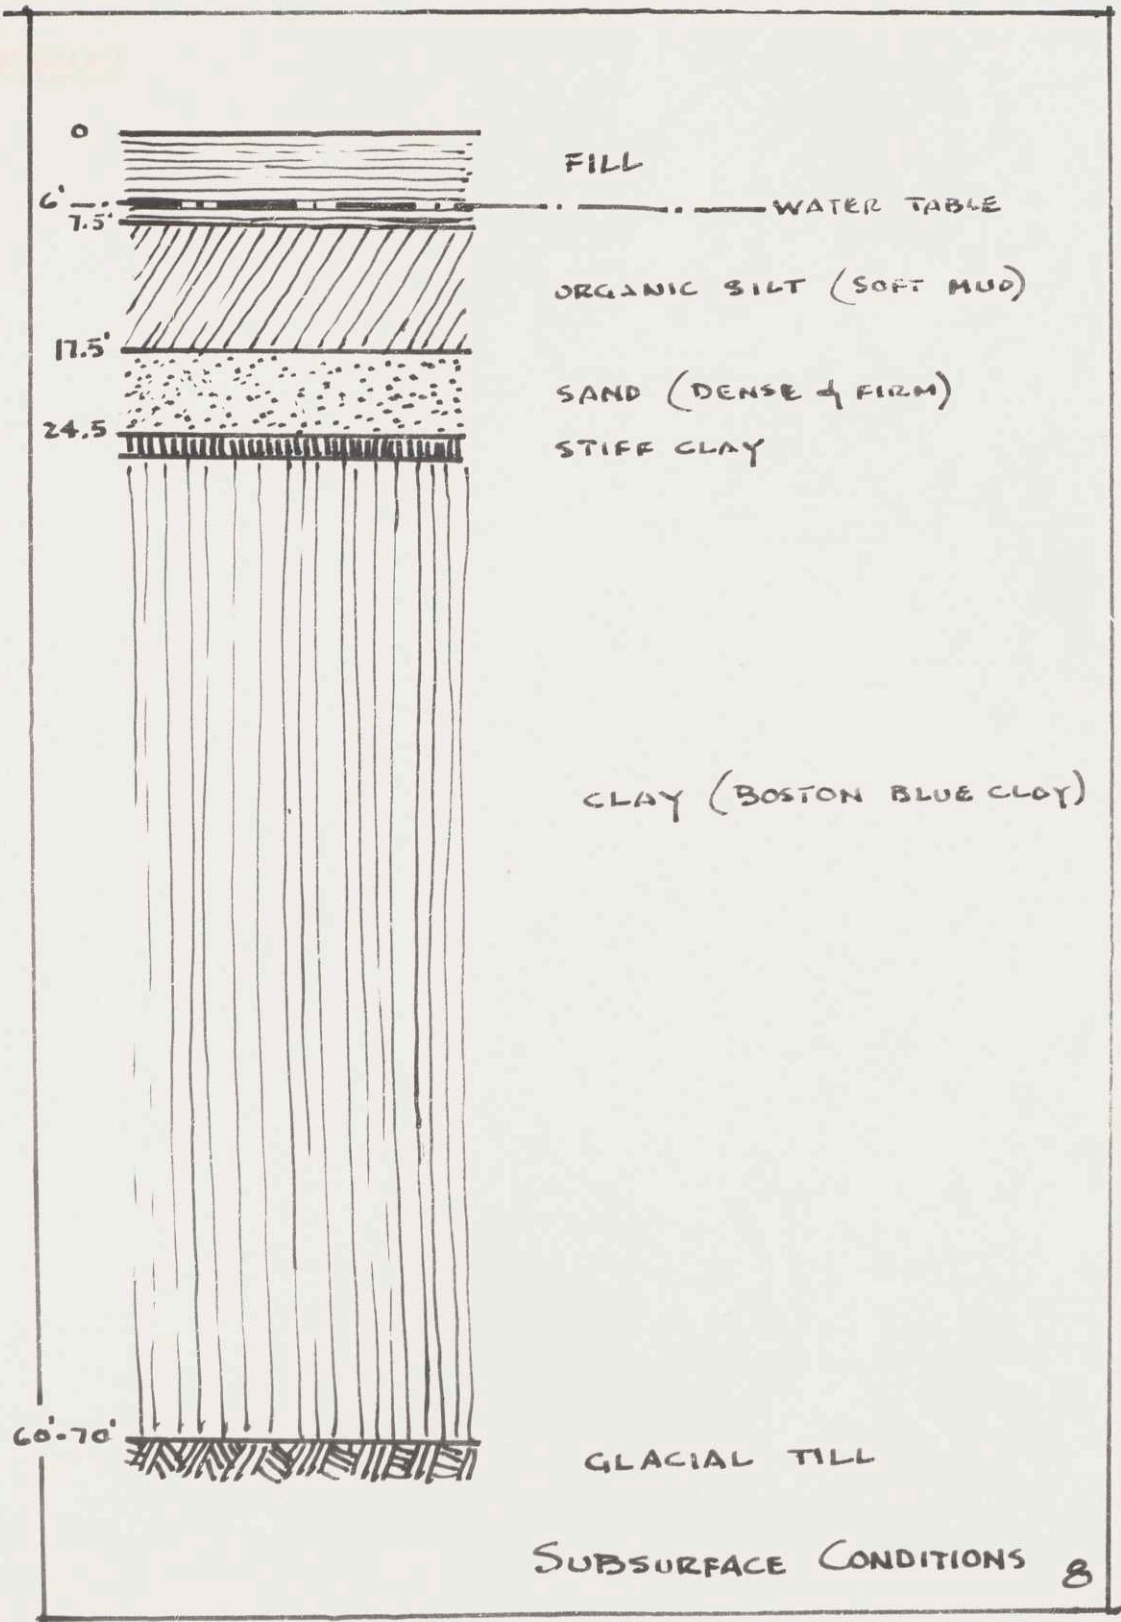 0
FILL
6'
WATER TABLE
7.5'
ORGANIC SILT (SOFT MUD)
17.5'
SAND (DENSE & FIRM)
24.5
STIFF CLAY
CLAY (BOSTON BLUE CLAY)
60'-70'
GLACIAL TILL
SUBSURFACE CONDITIONS 8